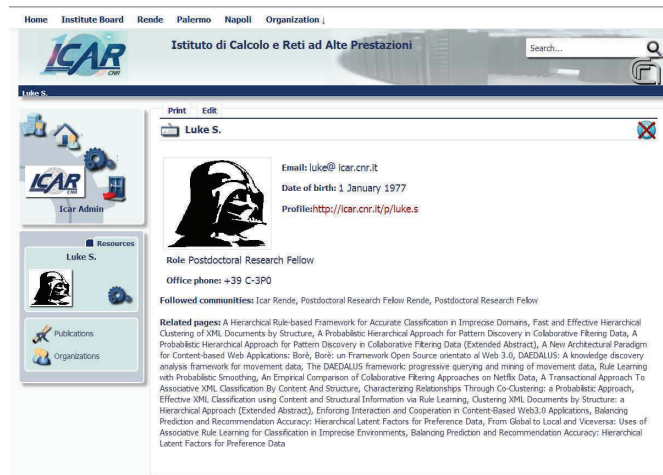 Home Institute Board Rende Palermo Napoli Organization ↓
ICAR
CNR
Istituto di Calcolo e Reti ad Alte Prestazioni
Search...
Luke S.
Print Edit
Luke S.
ICAR
CNR
Icar Admin
Email: luke@ icar.cnr.it
Date of birth: 1 January 1977
Profile:http://icar.cnr.it/p/luke.s
Resources
Luke S.
Role Postdoctoral Research Fellow
Office phone: +39 C-3P0
Publications
Organizations
Followed communities: Icar Rende, Postdoctoral Research Felow Rende, Postdoctoral Research Fellow
Related pages: A Hierarchical Rule-based Framework for Accurate Classification in Imprecise Domains, Fast and Effective Hierarchical
Clustering of XML Documents by Structure, A Probabilistic Hierarchical Approach for Pattern Discovery in Collaborative Filtering Data, A
Probabilistic Hierarchical Approach for Pattern Discovery in Collaborative Filtering Data (Extended Abstract), A New Architectural Paradigm
for Content-based Web Applications: Borè, Borè: un Framework Open Source orientato al Web 3.0, DAEDALUS: A knowledge discovery
analysis framework for movement data, The DAEDALUS framework: progressive querying and mining of movement data, Rule Learning
with Probabilistic Smoothing, An Empirical Comparison of Collaborative Filtering Approaches on Netflix Data, A Transactional Approach To
Associative XML Classification By Content And Structure, Characterizing Relationships Through Co-Clustering: a Probabilistic Approach,
Effective XML Classification using Content and Structural Information via Rule Learning, Clustering XML Documents by Structure: a
Hierarchical Approach (Extended Abstract), Enforcing Interaction and Cooperation in Content-Based Web3.0 Applications, Balancing
Prediction and Recommendation Accuracy: Hierarchical Latent Factors for Preference Data, From Global to Local and Viceversa: Uses of
Associative Rule Learning for Classification in Imprecise Environments, Balancing Prediction and Recommendation Accuracy: Hierarchical
Latent Factors for Preference Data